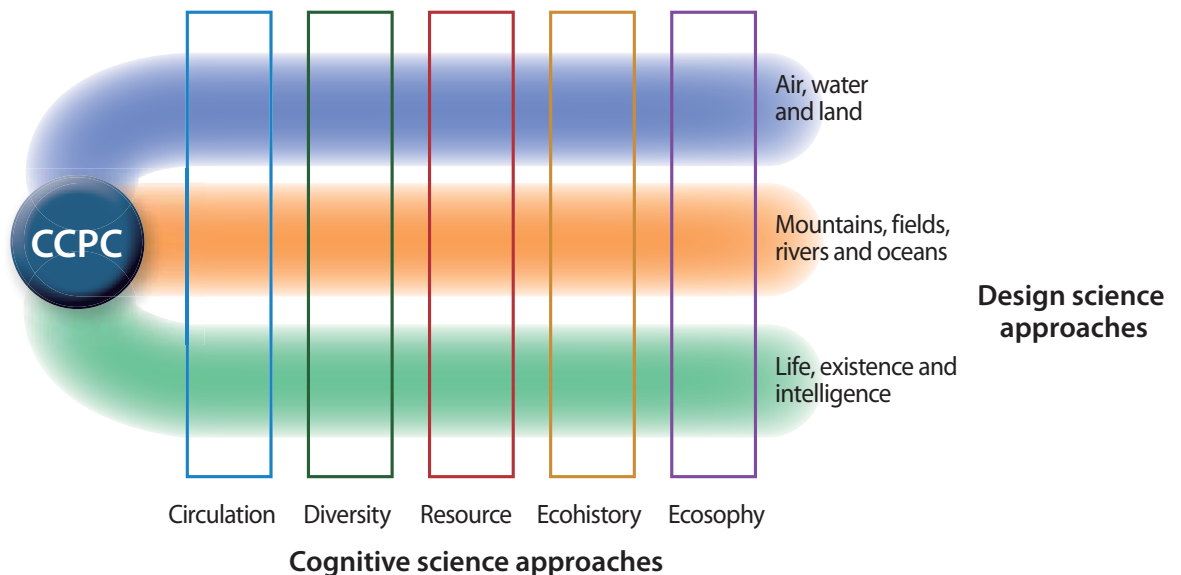 Air, water
and land
CCPC
Mountains, fields,
rivers and oceans
Design science
approaches
Life, existence and
intelligence
Circulation Diversity Resource Ecohistory Ecosophy
Cognitive science approaches